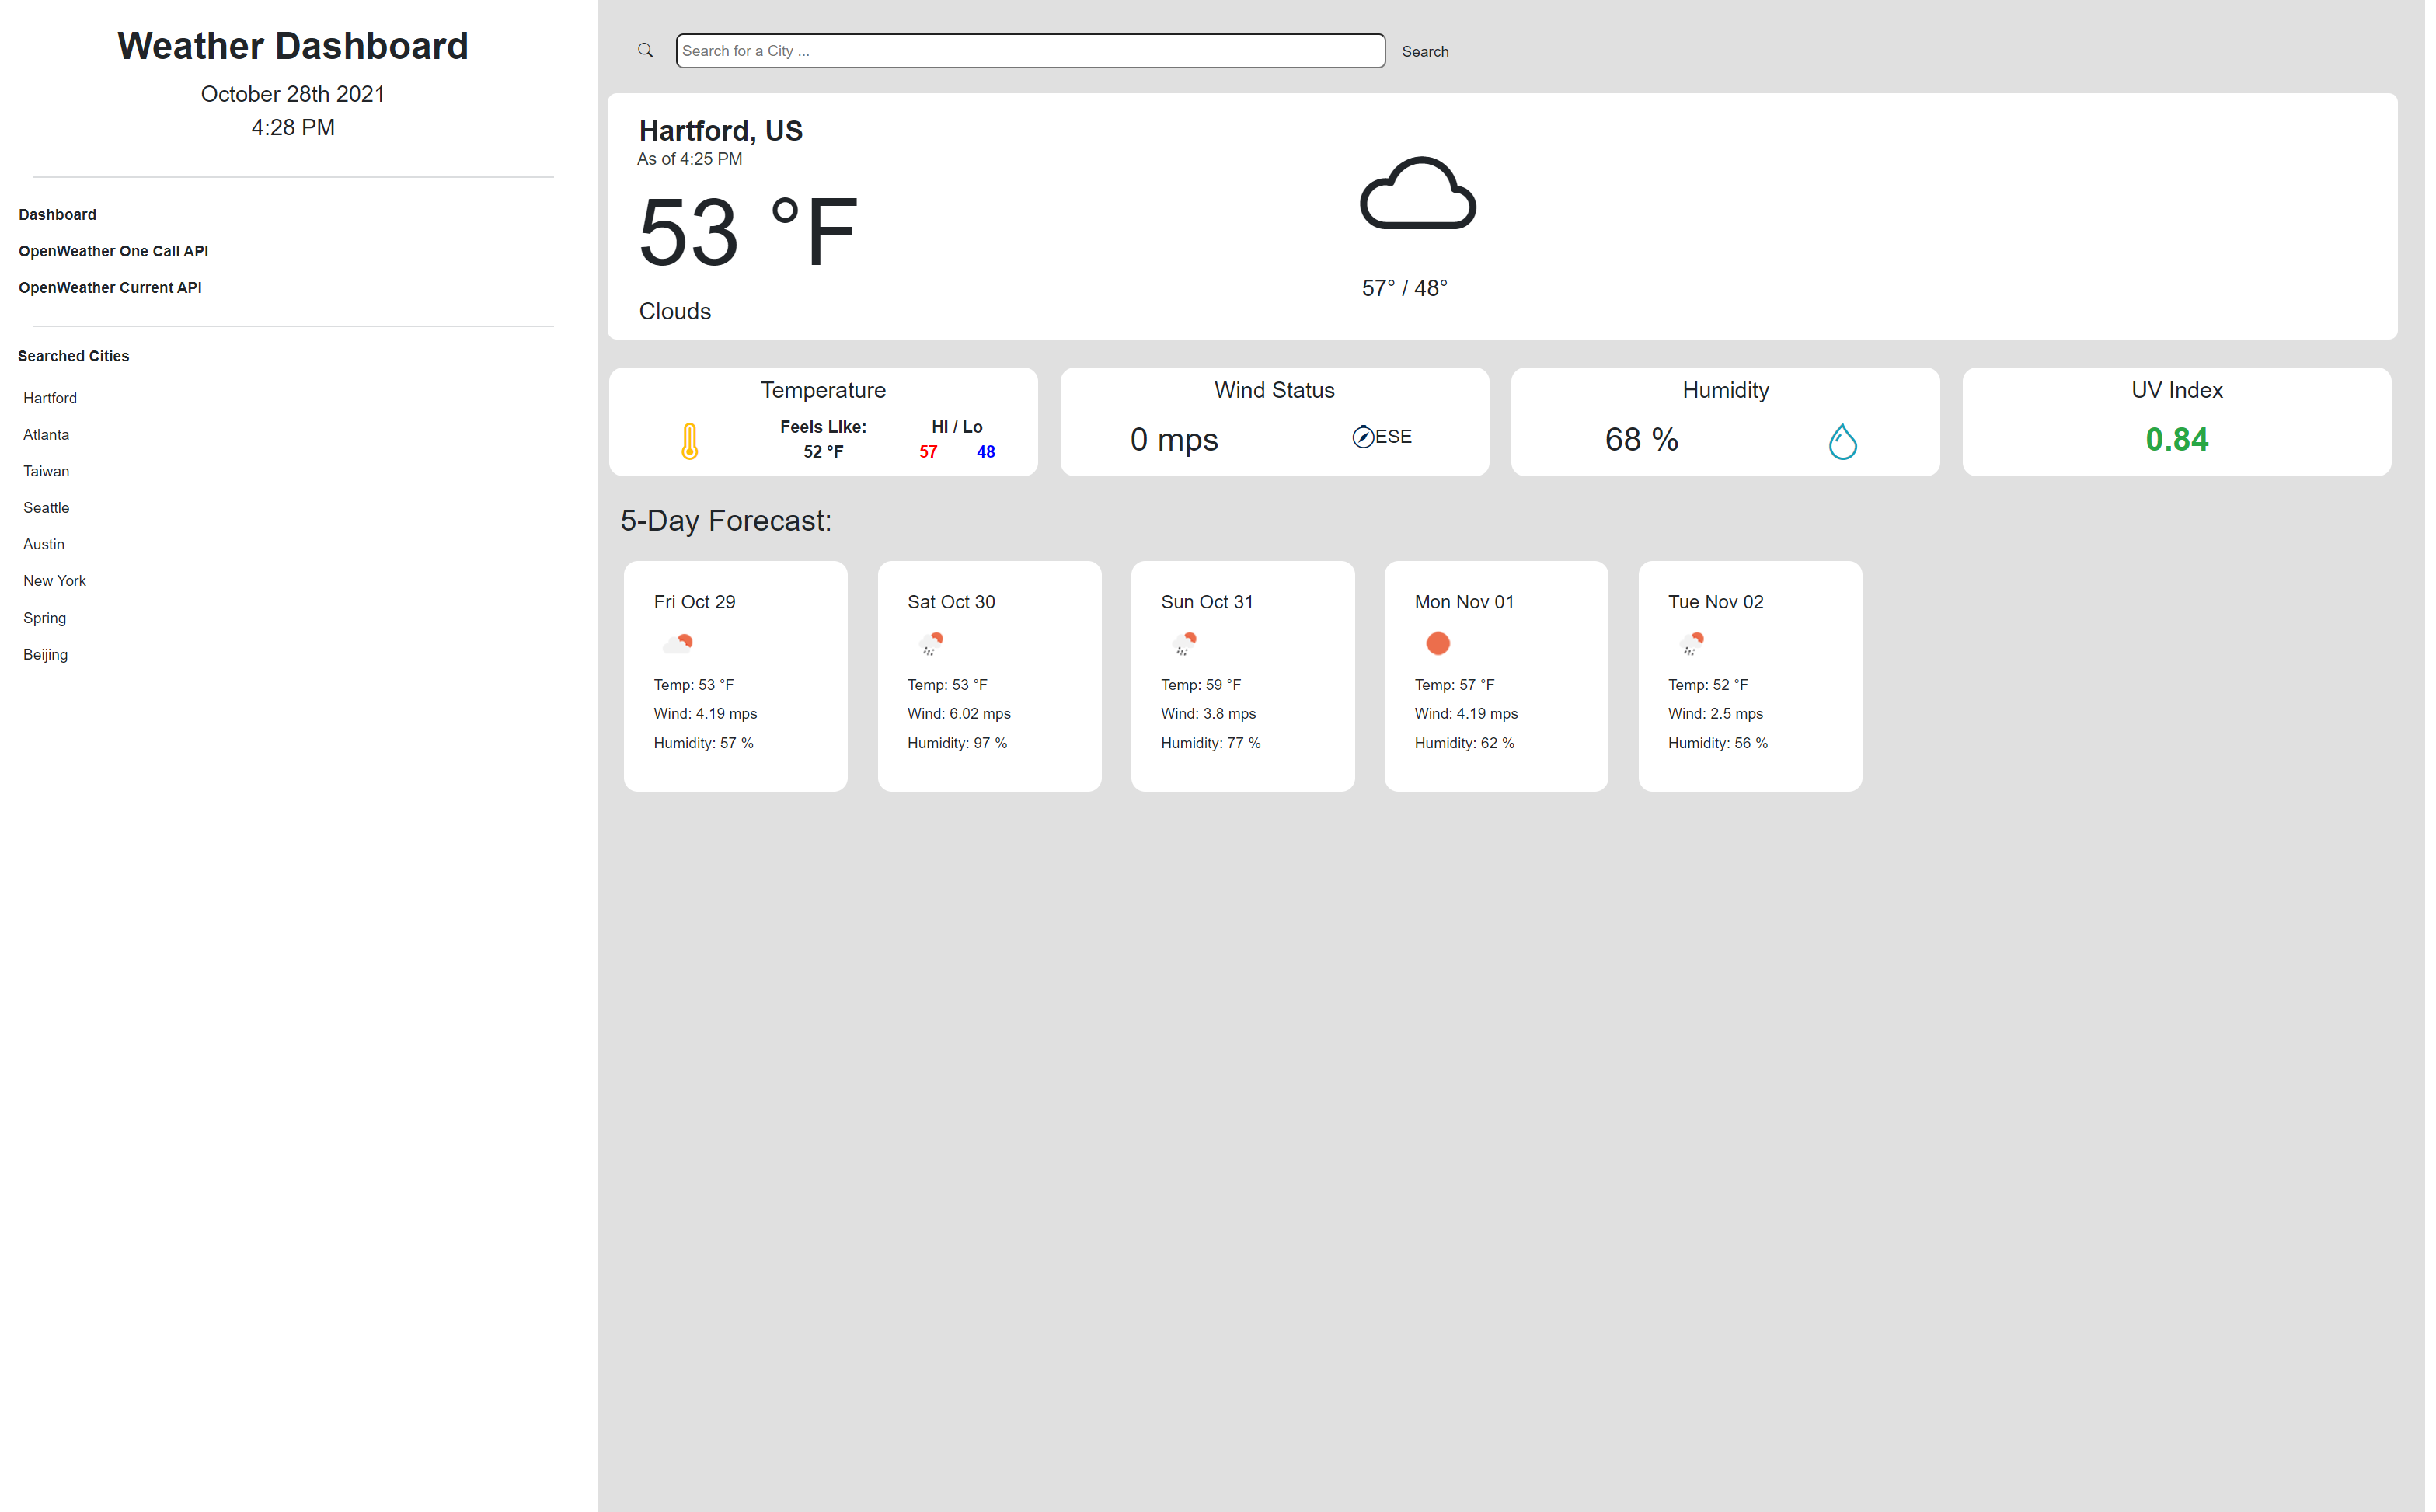 Weather Dashboard
October 28th 2021
4:28 PM
Dashboard
OpenWeather One Call API
OpenWeather Current API
Searched Cities
Hartford
Atlanta
Taiwan
Seattle
Austin
New York
Spring
Beijing
Search for a City ...
Search
Hartford, US
As of 4:25 PM
53 °F
Clouds
57° / 48°
Temperature
Feels Like:
52 °F
Hi / Lo
57 48
Wind Status
0 mps
ESE
Humidity
68 %
UV Index
0.84
5-Day Forecast:
Fri Oct 29
Temp: 53 °F
Wind: 4.19 mps
Humidity: 57 %
Sat Oct 30
Temp: 53 °F
Wind: 6.02 mps
Humidity: 97 %
Sun Oct 31
Temp: 59 °F
Wind: 3.8 mps
Humidity: 77 %
Mon Nov 01
Temp: 57 °F
Wind: 4.19 mps
Humidity: 62 %
Tue Nov 02
Temp: 52 °F
Wind: 2.5 mps
Humidity: 56 %